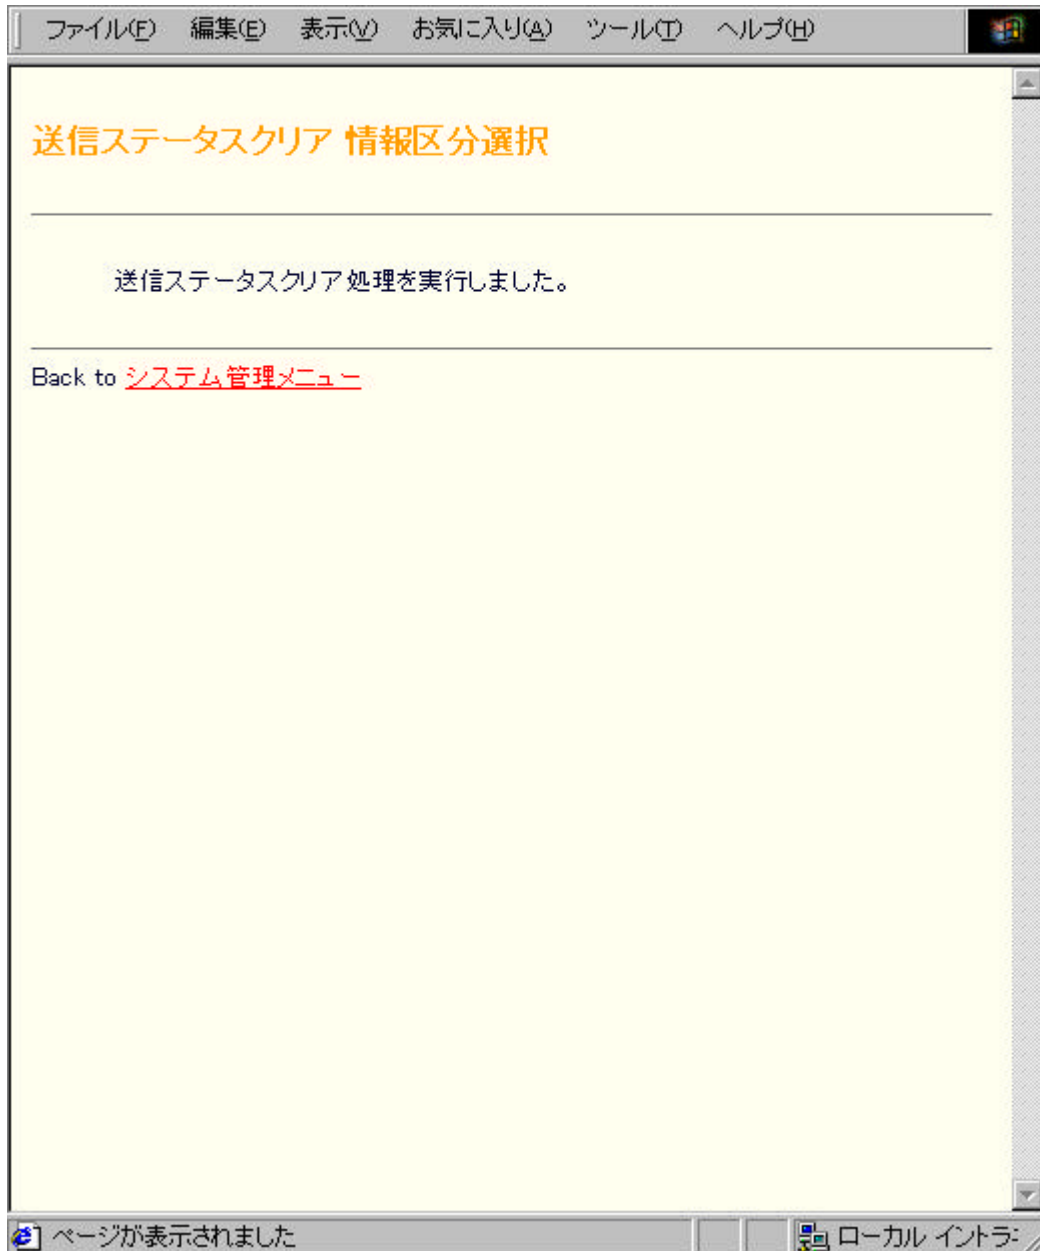 ファイル(F) 編集(E) 表示(V) お気に入り(A) ツール(T) ヘルプ(H)
送信ステータスクリア 情報区分選択
送信ステータスクリア処理を実行しました。
Back to システム管理メニュー
ページが表示されました
ローカル イントラ